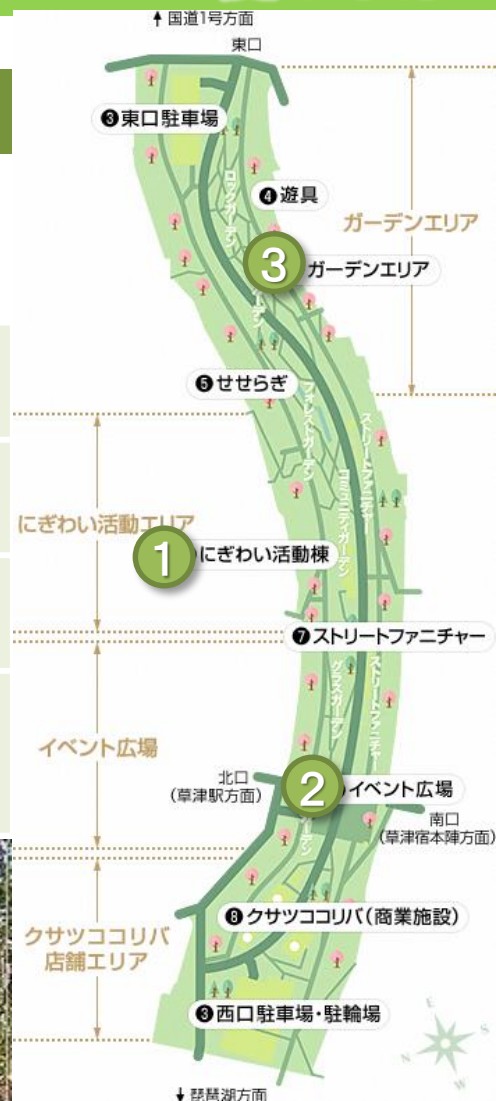 ↑国道1号方面
東口
❸東口駐車場
ロックガーデン
❹遊具
ガーデンエリア
3
ガーデンエリア
❺せせらぎ
フォレストガーデン
ストリートファニチャー
コミュニティガーデン
にぎわい活動エリア
1
にぎわい活動棟
❼ストリートファニチャー
グラスガーデン
ストリートファニチャー
イベント広場
北口
(草津駅方面)
2
イベント広場
南口
(草津宿本陣方面)
クサツココリバ
店舗エリア
❽クサツココリバ(商業施設)
❸西口駐車場・駐輪場
E
S
N
W
↓琵琶湖方面